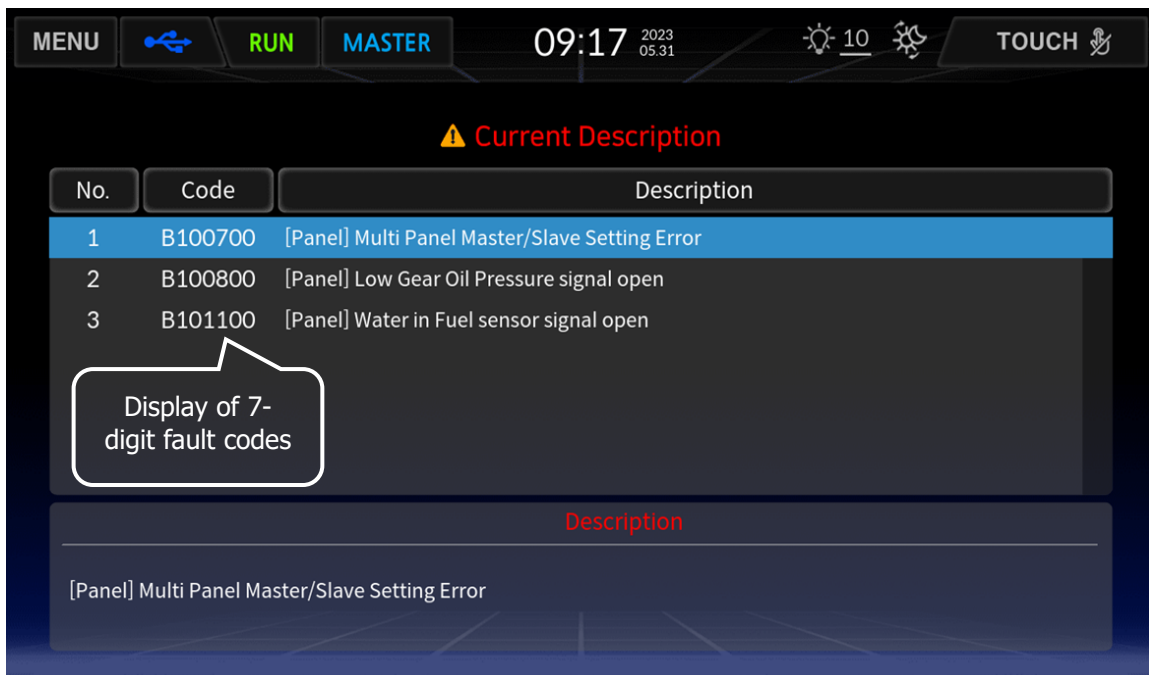 MENU RUN MASTER 09:17 2023 05.31 10 TOUCH
Current Description
No. Code Description
1 B100700 [Panel] Multi Panel Master/Slave Setting Error
2 B100800 [Panel] Low Gear Oil Pressure signal open
3 B101100 [Panel] Water in Fuel sensor signal open
Display of 7-
digit fault codes
Description
[Panel] Multi Panel Master/Slave Setting Error